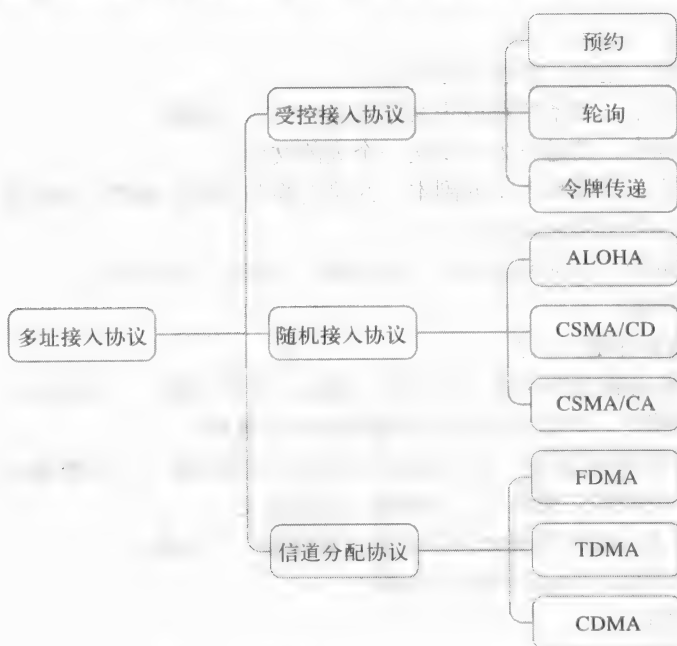 预约
受控接入协议
轮询
令牌传递
ALOHA
多址接入协议
随机接入协议
CSMA/CD
CSMA/CA
FDMA
信道分配协议
TDMA
CDMA